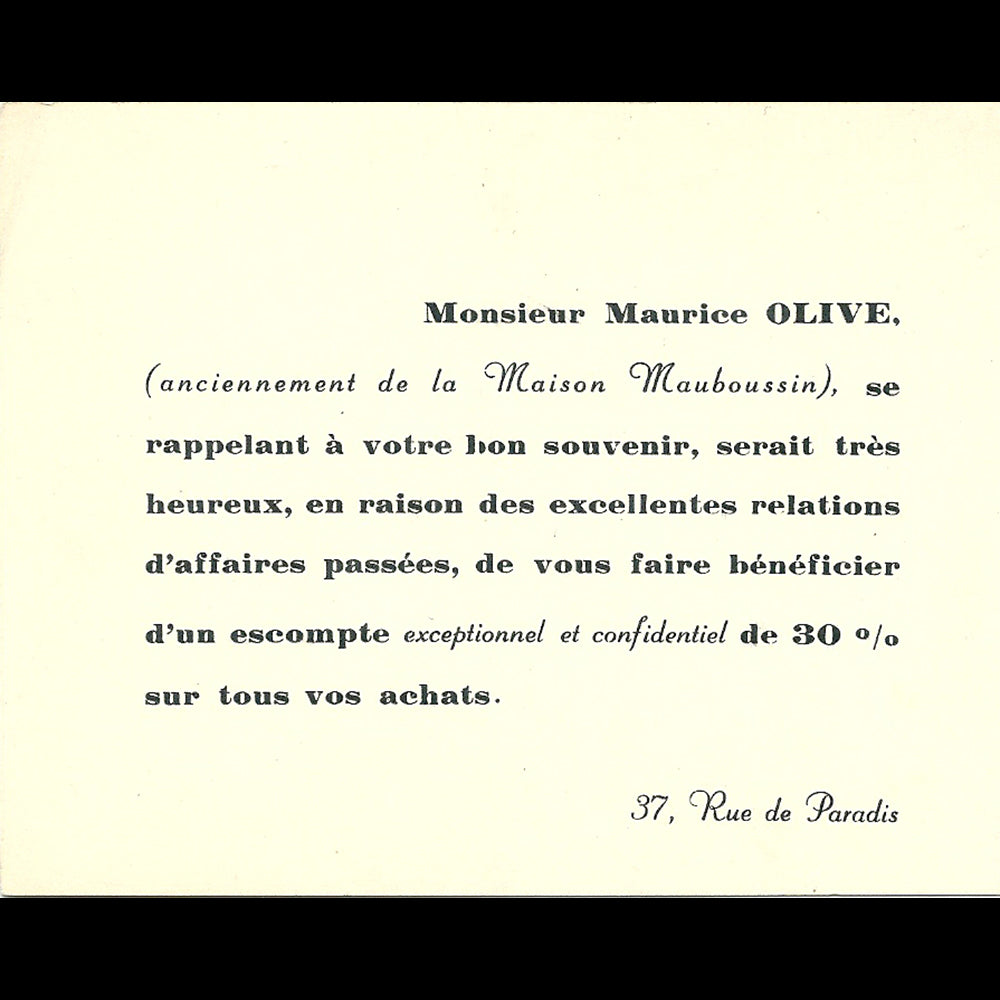 Monsieur Maurice OLIVE,
(anciennement de la Maison Mauboussin), se
rappelant à votre bon souvenir, serait très
heureux, en raison des excellentes relations
d'affaires passées, de vous faire bénéficier
d'un escompte exceptionnel et confidentiel de 30 %
sur tous vos achats.
37, Rue de Paradis